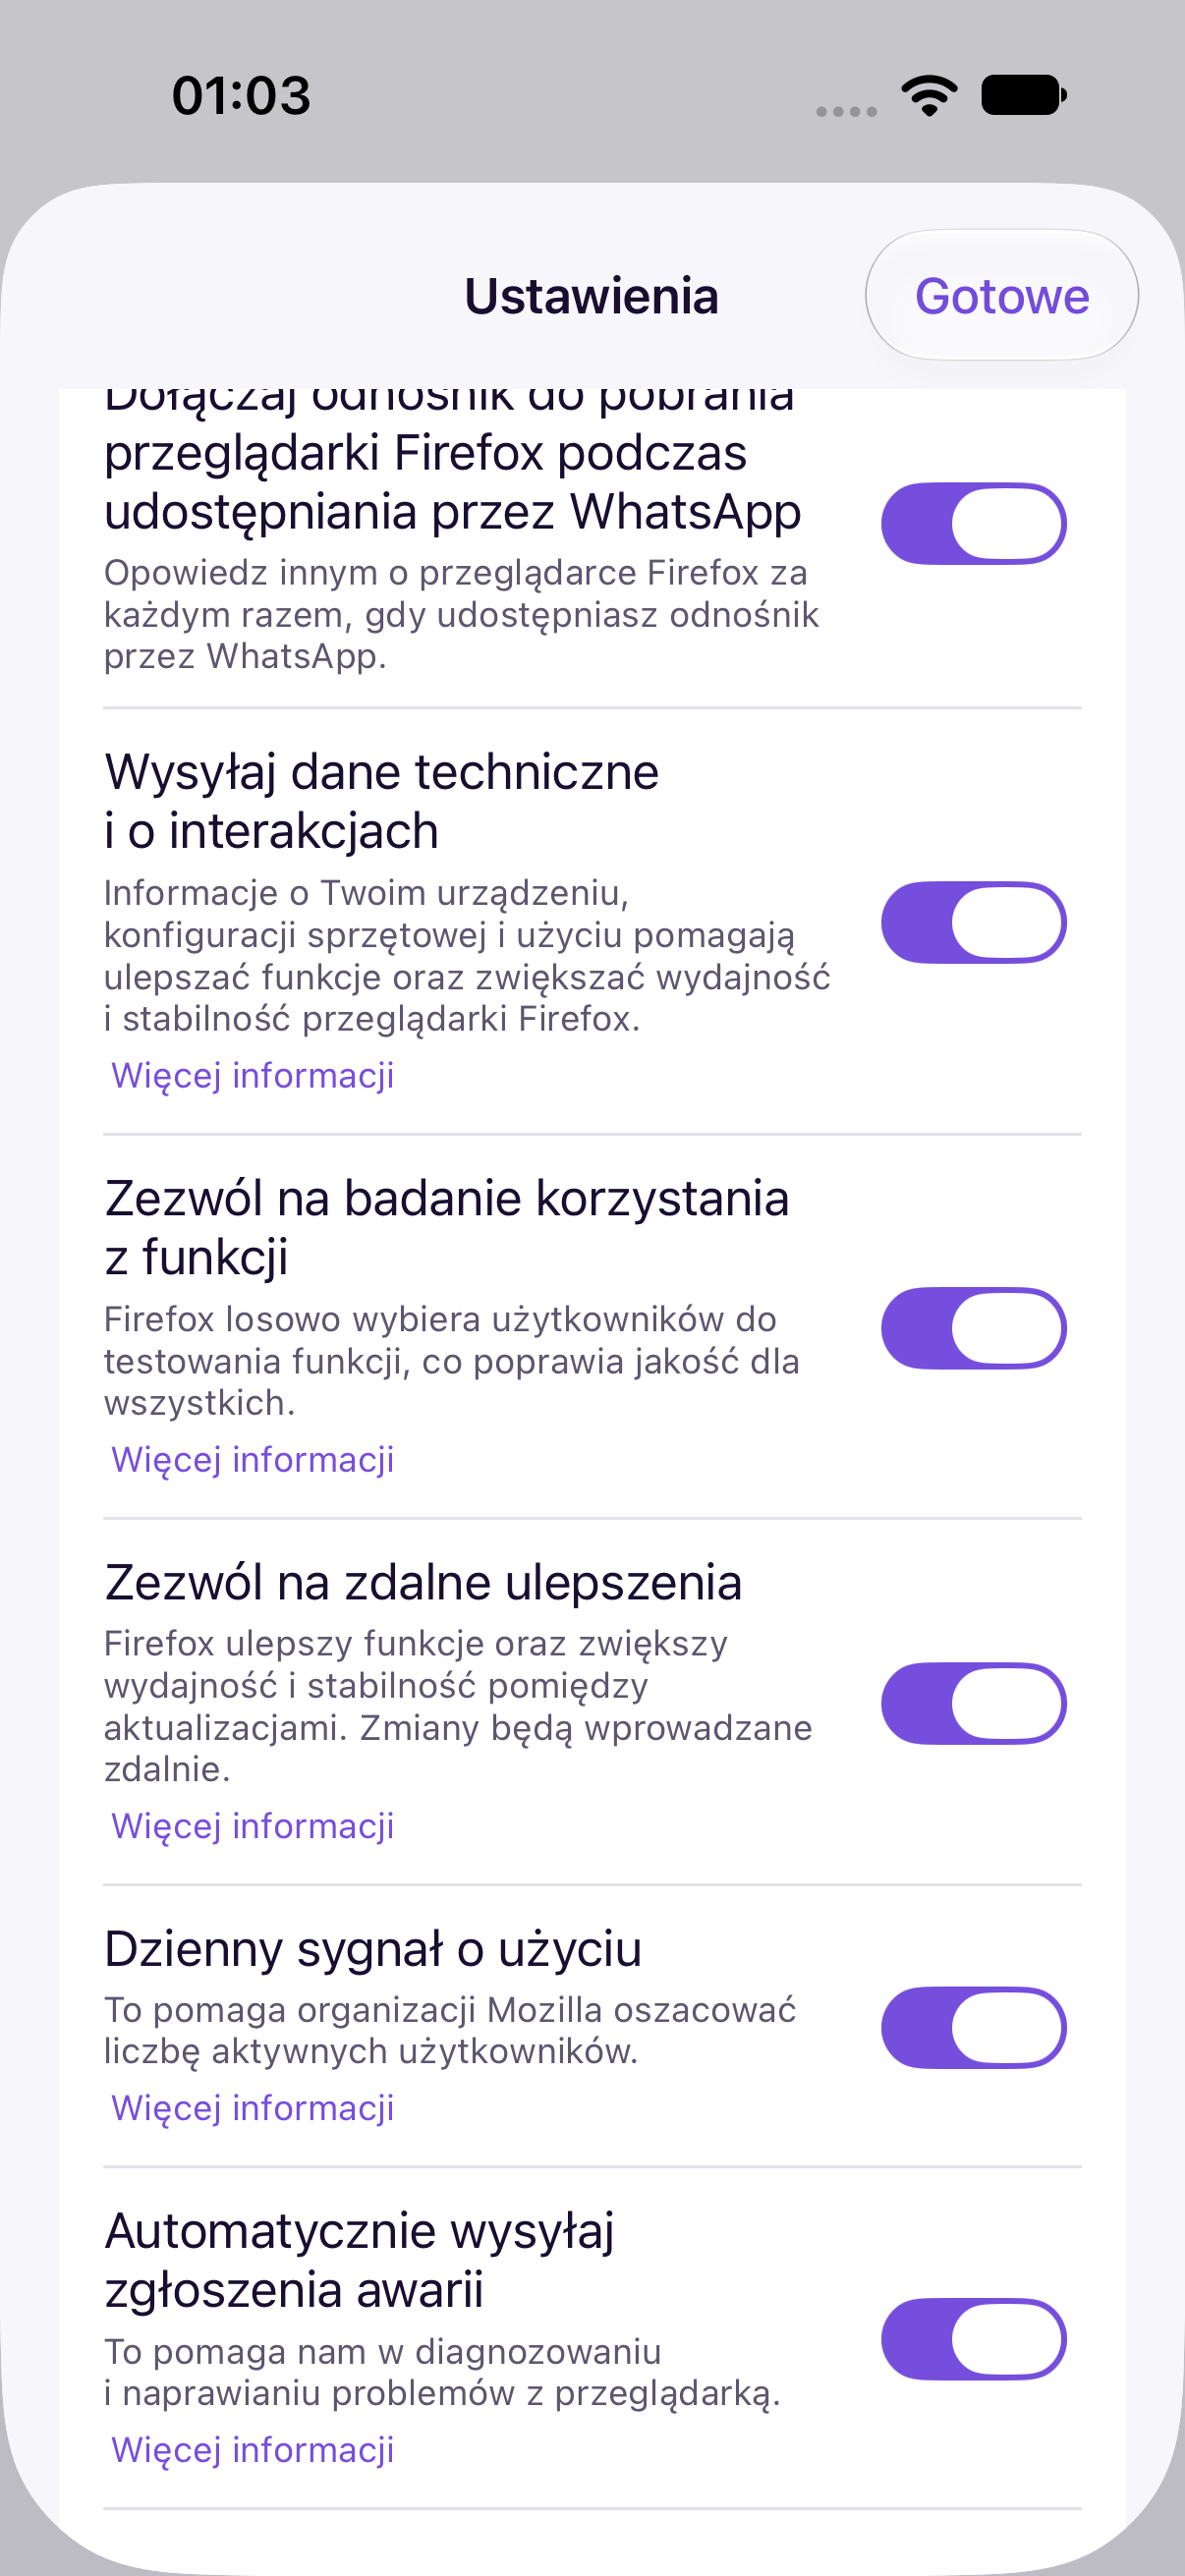 01:03
Ustawienia
Gotowe
Dołączaj odnośnik do pobrania
przeglądarki Firefox podczas
udostępniania przez WhatsApp
Opowiedz innym o przeglądarce Firefox za
każdym razem, gdy udostępniasz odnośnik
przez WhatsApp.
Wysyłaj dane techniczne
i o interakcjach
Informacje o Twoim urządzeniu,
konfiguracji sprzętowej i użyciu pomagają
ulepszać funkcje oraz zwiększać wydajność
i stabilność przeglądarki Firefox.
Więcej informacji
Zezwól na badanie korzystania
z funkcji
Firefox losowo wybiera użytkowników do
testowania funkcji, co poprawia jakość dla
wszystkich.
Więcej informacji
Zezwól na zdalne ulepszenia
Firefox ulepszy funkcje oraz zwiększy
wydajność i stabilność pomiędzy
aktualizacjami. Zmiany będą wprowadzane
zdalnie.
Więcej informacji
Dzienny sygnał o użyciu
To pomaga organizacji Mozilla oszacować
liczbę aktywnych użytkowników.
Więcej informacji
Automatycznie wysyłaj
zgłoszenia awarii
To pomaga nam w diagnozowaniu
i naprawianiu problemów z przeglądarką.
Więcej informacji